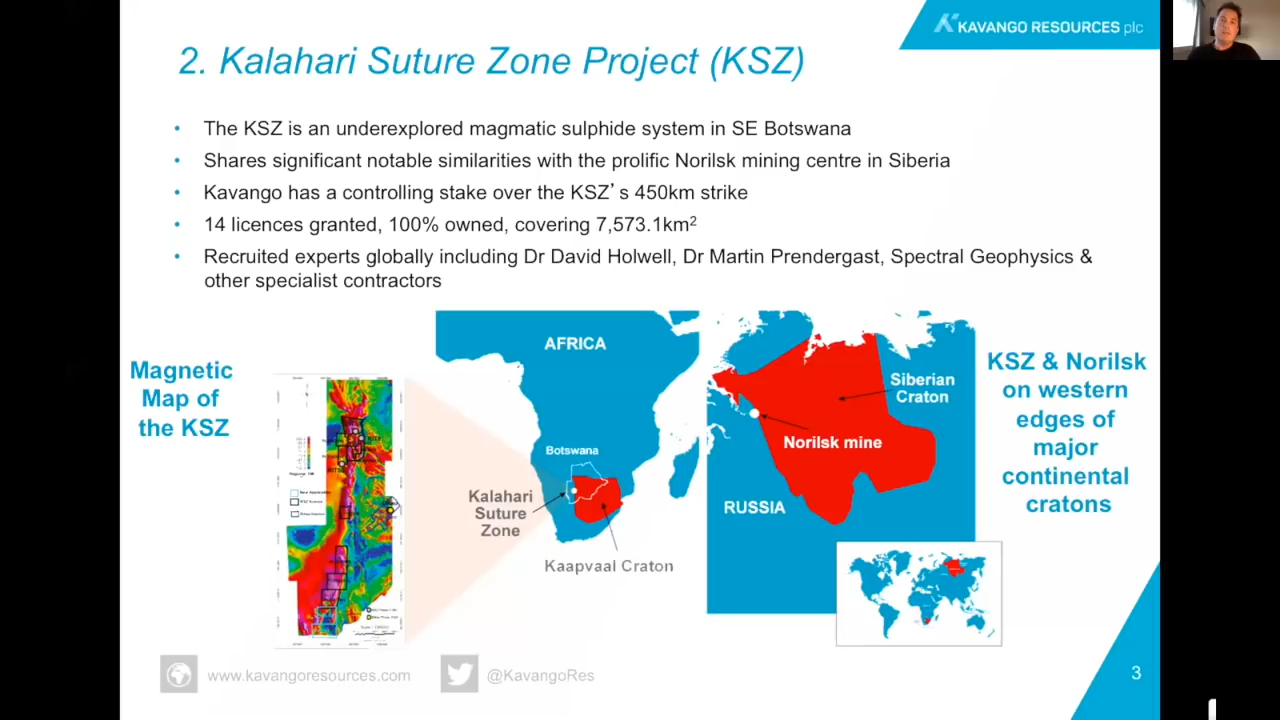 KAVANGO RESOURCES plc
2. Kalahari Suture Zone Project (KSZ)
• The KSZ is an underexplored magmatic sulphide system in SE Botswana
• Shares significant notable similarities with the prolific Norilsk mining centre in Siberia
• Kavango has a controlling stake over the KSZ’s 450km strike
• 14 licences granted, 100% owned, covering 7,573.1km²
• Recruited experts globally including Dr David Holwell, Dr Martin Prendergast, Spectral Geophysics &
other specialist contractors
Magnetic
Map of
the KSZ
AFRICA
Botswana
Kalahari
Suture
Zone
Kaapvaal Craton
Siberian
Craton
Norilsk mine
RUSSIA
KSZ & Norilsk
on western
edges of
major
continental
cratons
www.kavangoresources.com
@KavangoRes
3